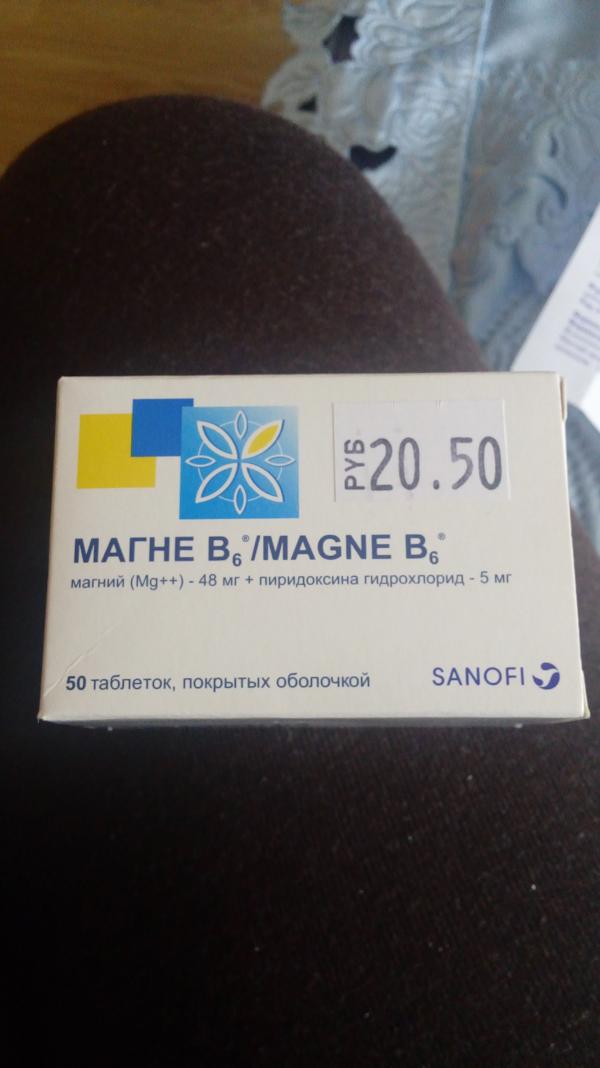 РУБ 20.50
МАГНЕ В₆®/MAGNE B₆®
магний (Mg++) - 48 мг + пиридоксина гидрохлорид - 5 мг
50 таблеток, покрытых оболочкой
SANOFI